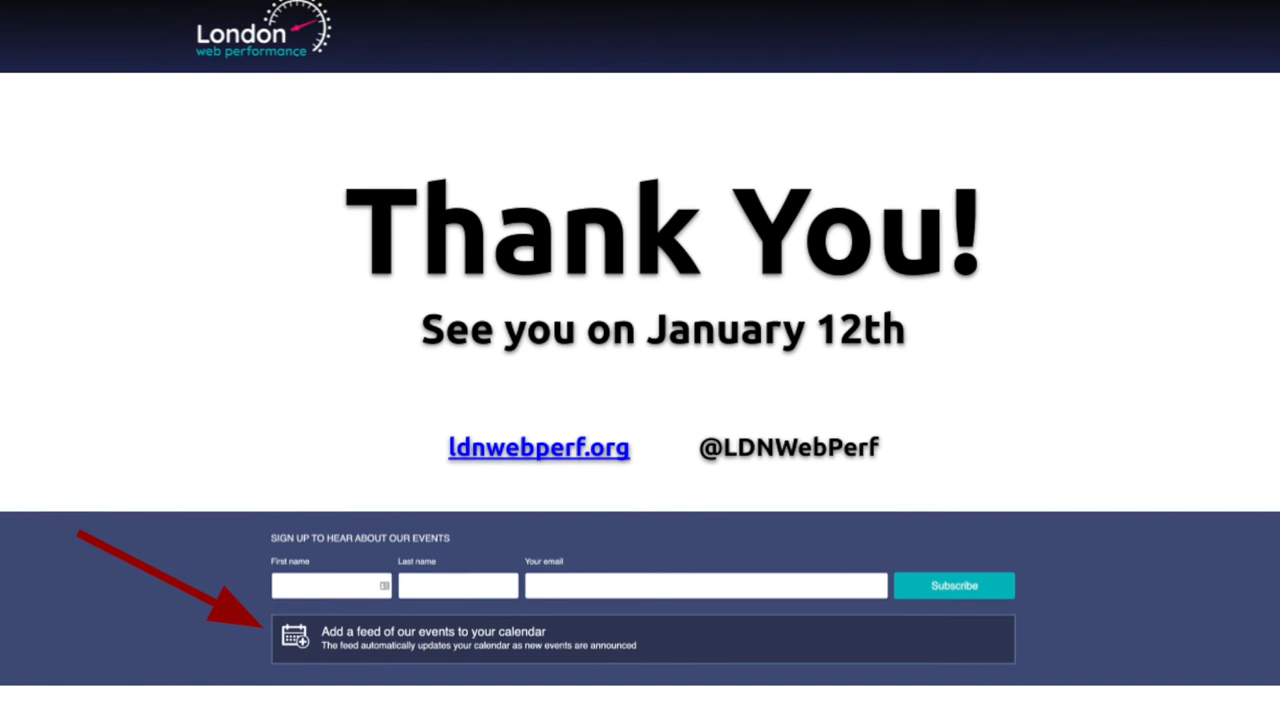 London
web performance
Thank You!
See you on January 12th
ldnwebperf.org @LDNWebPerf
SIGN UP TO HEAR ABOUT OUR EVENTS
First name Last name Your email
Subscribe
Add a feed of our events to your calendar
The feed automatically updates your calendar as new events are announced